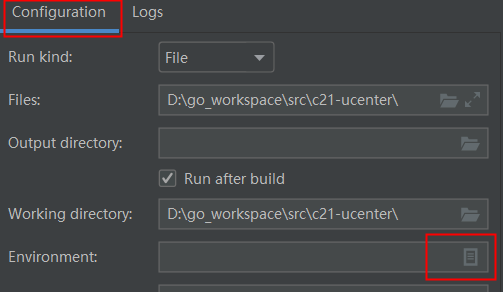 Configuration Logs
Run kind: File
Files: D:\go_workspace\src\c21-ucenter\
Output directory:
Run after build
Working directory: D:\go_workspace\src\c21-ucenter\
Environment: